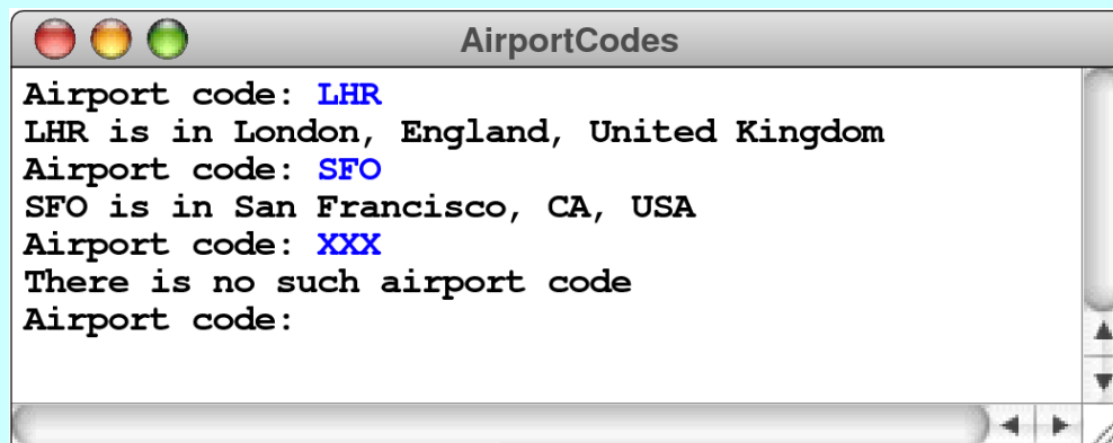 AirportCodes
Airport code: LHR
LHR is in London, England, United Kingdom
Airport code: SFO
SFO is in San Francisco, CA, USA
Airport code: XXX
There is no such airport code
Airport code: